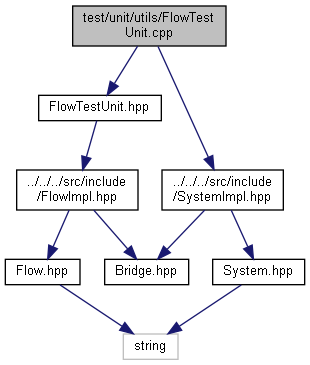 test/unit/utils/FlowTest
Unit.cpp
FlowTestUnit.hpp
../../../src/include
/FlowImpl.hpp
../../../src/include
/SystemImpl.hpp
Flow.hpp
Bridge.hpp
System.hpp
string